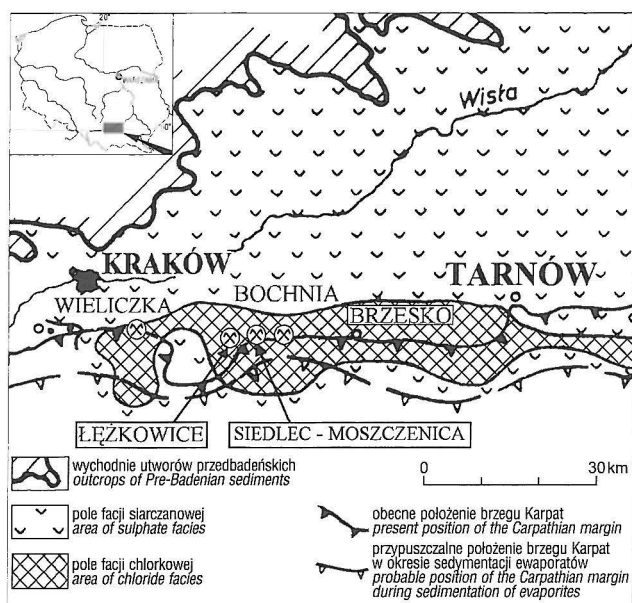 20°
50°
Wisła
KRAKÓW
WIELICZKA
BOCHNIA
TARNÓW
BRZESKO
ŁĘŻKOWICE
SIEDLEC - MOSZCZENICA
wychodnie utworów przedbadeńskich
outcrops of Pre-Badenian sediments
0 30 km
pole facji siarczanowej
area of sulphate facies
obecne położenie brzegu Karpat
present position of the Carpathian margin
pole facji chlorkowej
area of chloride facies
przypuszczalne położenie brzegu Karpat
w okresie sedymentacji ewaporatów
probable position of the Carpathian margin
during sedimentation of evaporites